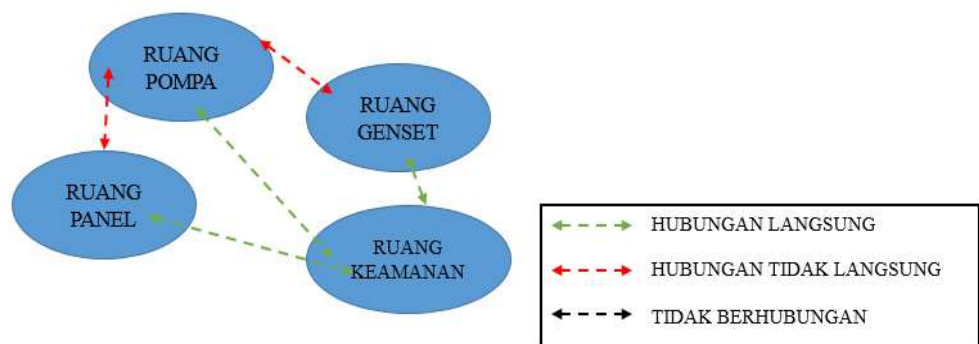 RUANG
POMPA
RUANG
GENSET
RUANG
PANEL
RUANG
KEAMANAN
HUBUNGAN LANGSUNG
HUBUNGAN TIDAK LANGSUNG
TIDAK BERHUBUNGAN